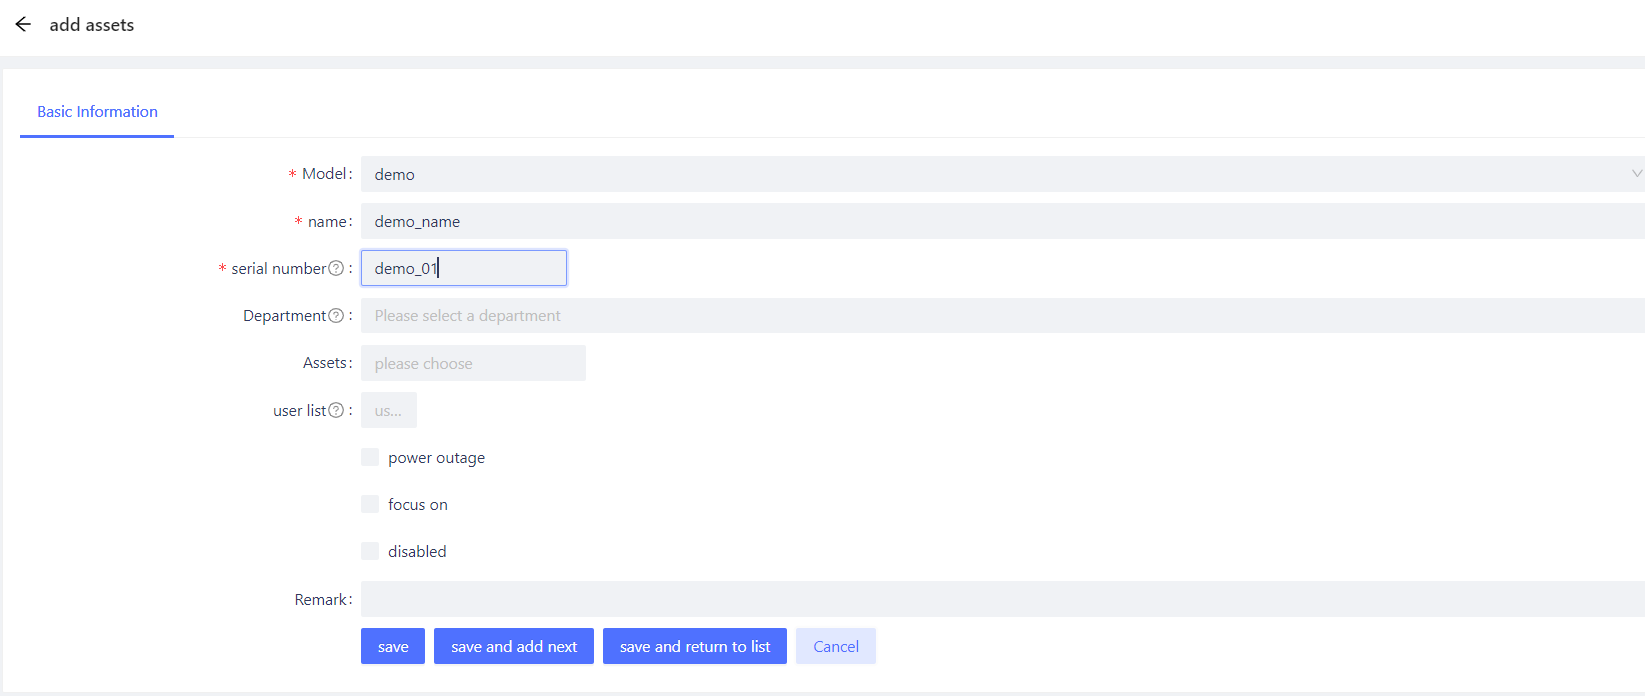 add assets
Basic Information
* Model: demo
* name: demo_name
* serial number? : demo_01
Department? : Please select a department
Assets: please choose
user list? : us...
power outage
focus on
disabled
Remark:
save save and add next save and return to list Cancel